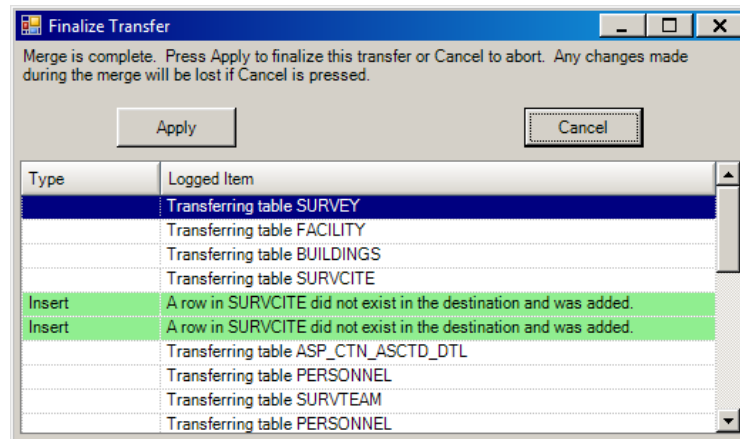 Finalize Transfer
Merge is complete.  Press Apply to finalize this transfer or Cancel to abort.  Any changes made
during the merge will be lost if Cancel is pressed.
Apply
Cancel
Type
Logged Item
Transferring table SURVEY
Transferring table FACILITY
Transferring table BUILDINGS
Transferring table SURVCITE
Insert A row in SURVCITE did not exist in the destination and was added.
Insert A row in SURVCITE did not exist in the destination and was added.
Transferring table ASP_CTN_ASCTD_DTL
Transferring table PERSONNEL
Transferring table SURVTEAM
Transferring table PERSONNEL